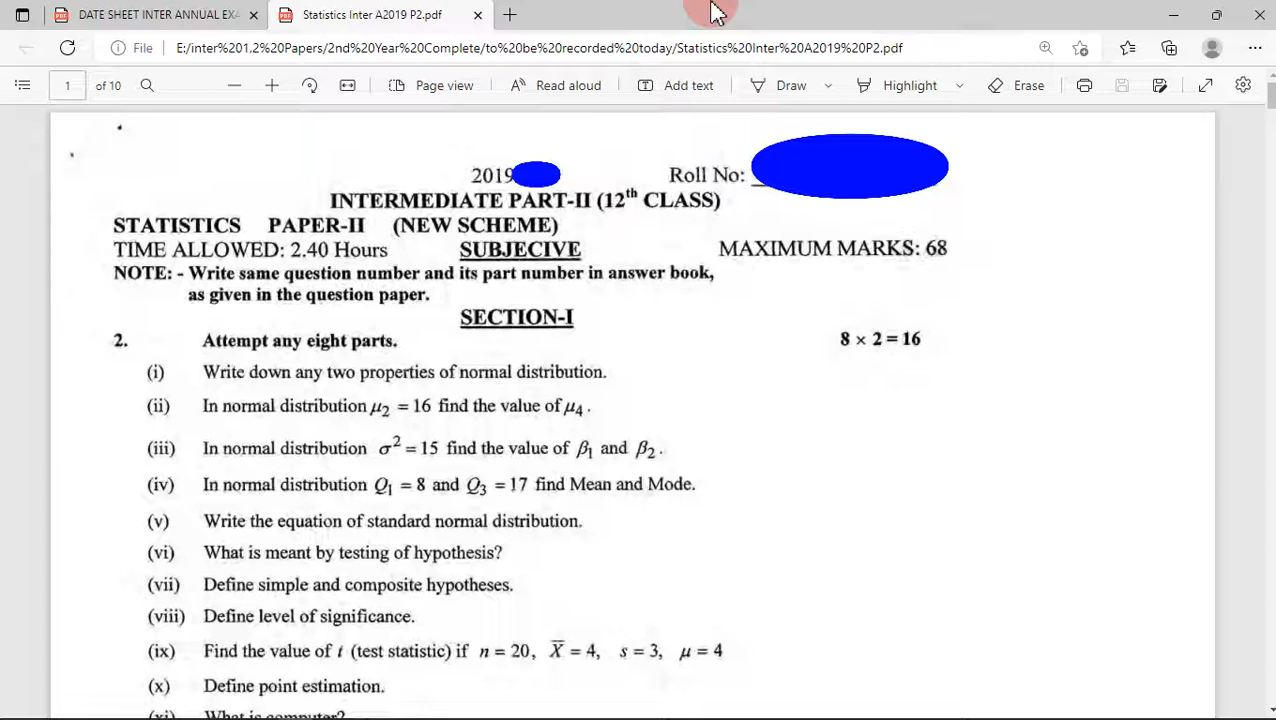 DATE SHEET INTER ANNUAL EX
Statistics Inter A2019 P2.pdf
File
E:/inter%201,2%20Papers/2nd%20Year%20Complete/to%20be%20recorded%20today/Statistics%20Inter%20A2019%20P2.pdf
1 of 10
Page view
Read aloud
Add text
Draw
Highlight
Erase
2019
Roll No:
INTERMEDIATE PART-II (12th CLASS)
STATISTICS PAPER-II (NEW SCHEME)
TIME ALLOWED: 2.40 Hours SUBJECIVE MAXIMUM MARKS: 68
NOTE: - Write same question number and its part number in answer book,
as given in the question paper.
SECTION-I
2. Attempt any eight parts. 8 × 2 = 16
(i) Write down any two properties of normal distribution.
(ii) In normal distribution μ₂ = 16 find the value of μ₄ .
(iii) In normal distribution σ² = 15 find the value of β₁ and β₂ .
(iv) In normal distribution Q₁ = 8 and Q₃ = 17 find Mean and Mode.
(v) Write the equation of standard normal distribution.
(vi) What is meant by testing of hypothesis?
(vii) Define simple and composite hypotheses.
(viii) Define level of significance.
(ix) Find the value of t (test statistic) if n = 20, X̄ = 4, s = 3, μ = 4
(x) Define point estimation.
(xi) What is computer?